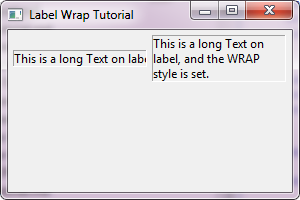 Label Wrap Tutorial
This is a long Text on labe
This is a long Text on
label, and the WRAP
style is set.